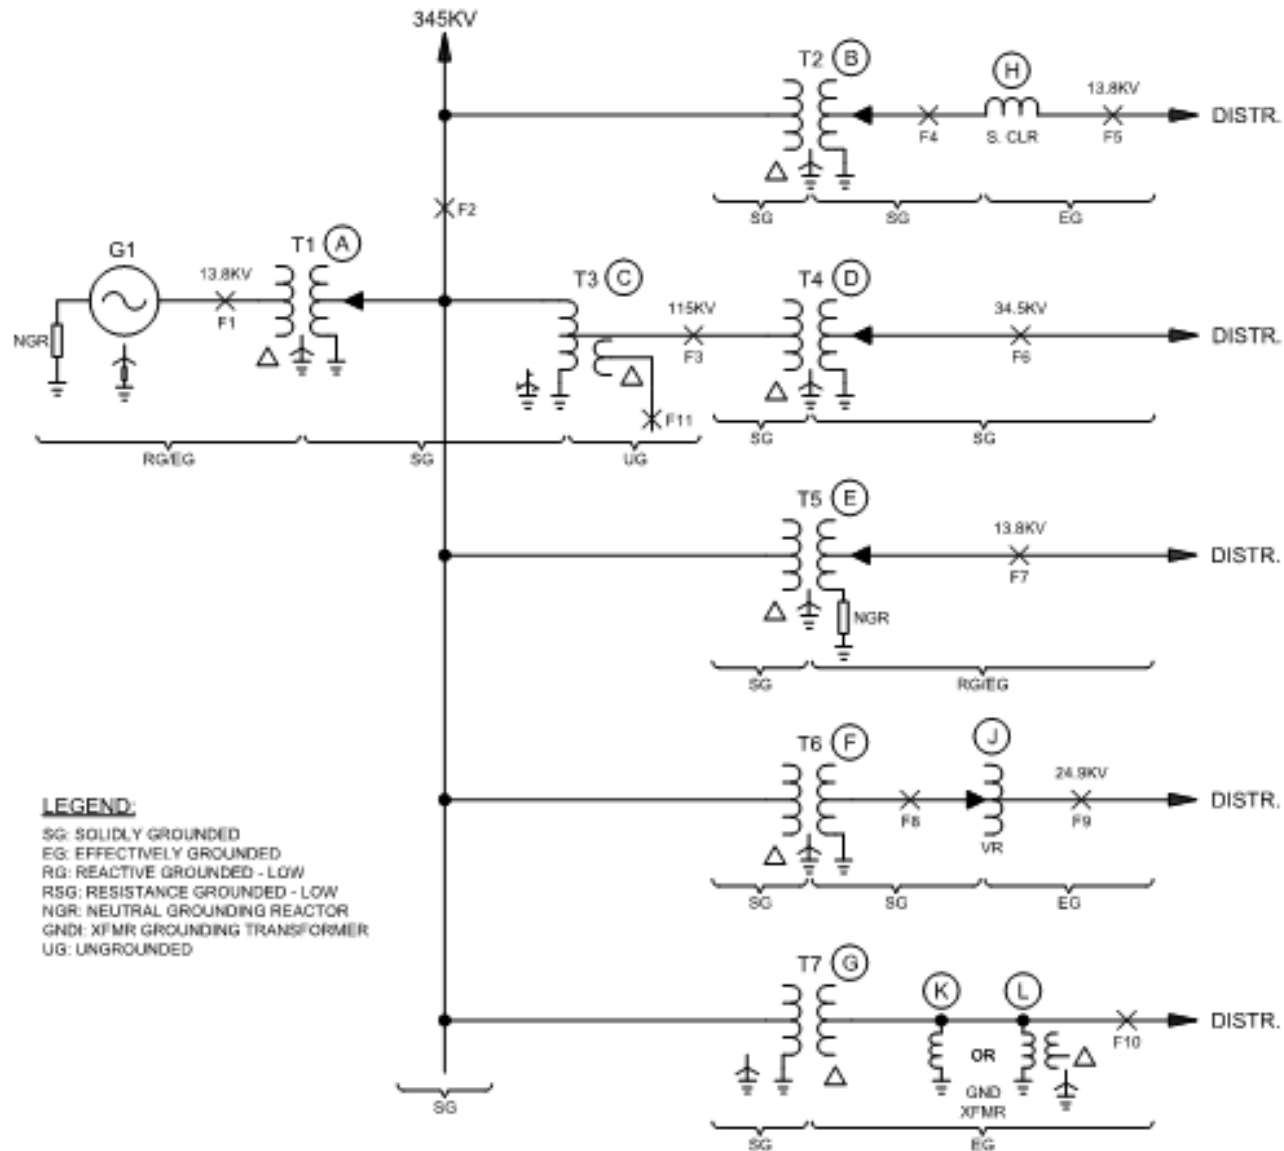 345KV
T2 B
H
13.8KV
DISTR.
F4
S. CLR
F5
SG
SG
EG
F2
G1
T1 A
13.8KV
F1
NGR
T3 C
115KV
F3
F11
T4 D
34.5KV
F6
DISTR.
SG
SG
RG/EG
SG
UG
T5 E
13.8KV
F7
DISTR.
NGR
SG
RG/EG
T6 F
J
24.9KV
F8
F9
DISTR.
VR
SG
SG
EG
LEGEND:
SG: SOLIDLY GROUNDED
EG: EFFECTIVELY GROUNDED
RG: REACTIVE GROUNDED - LOW
RSG: RESISTANCE GROUNDED - LOW
NGR: NEUTRAL GROUNDING REACTOR
GNDI: XFMR GROUNDING TRANSFORMER
UG: UNGROUNDED
T7 G
K
L
DISTR.
F10
OR
GND
XFMR
SG
SG
EG